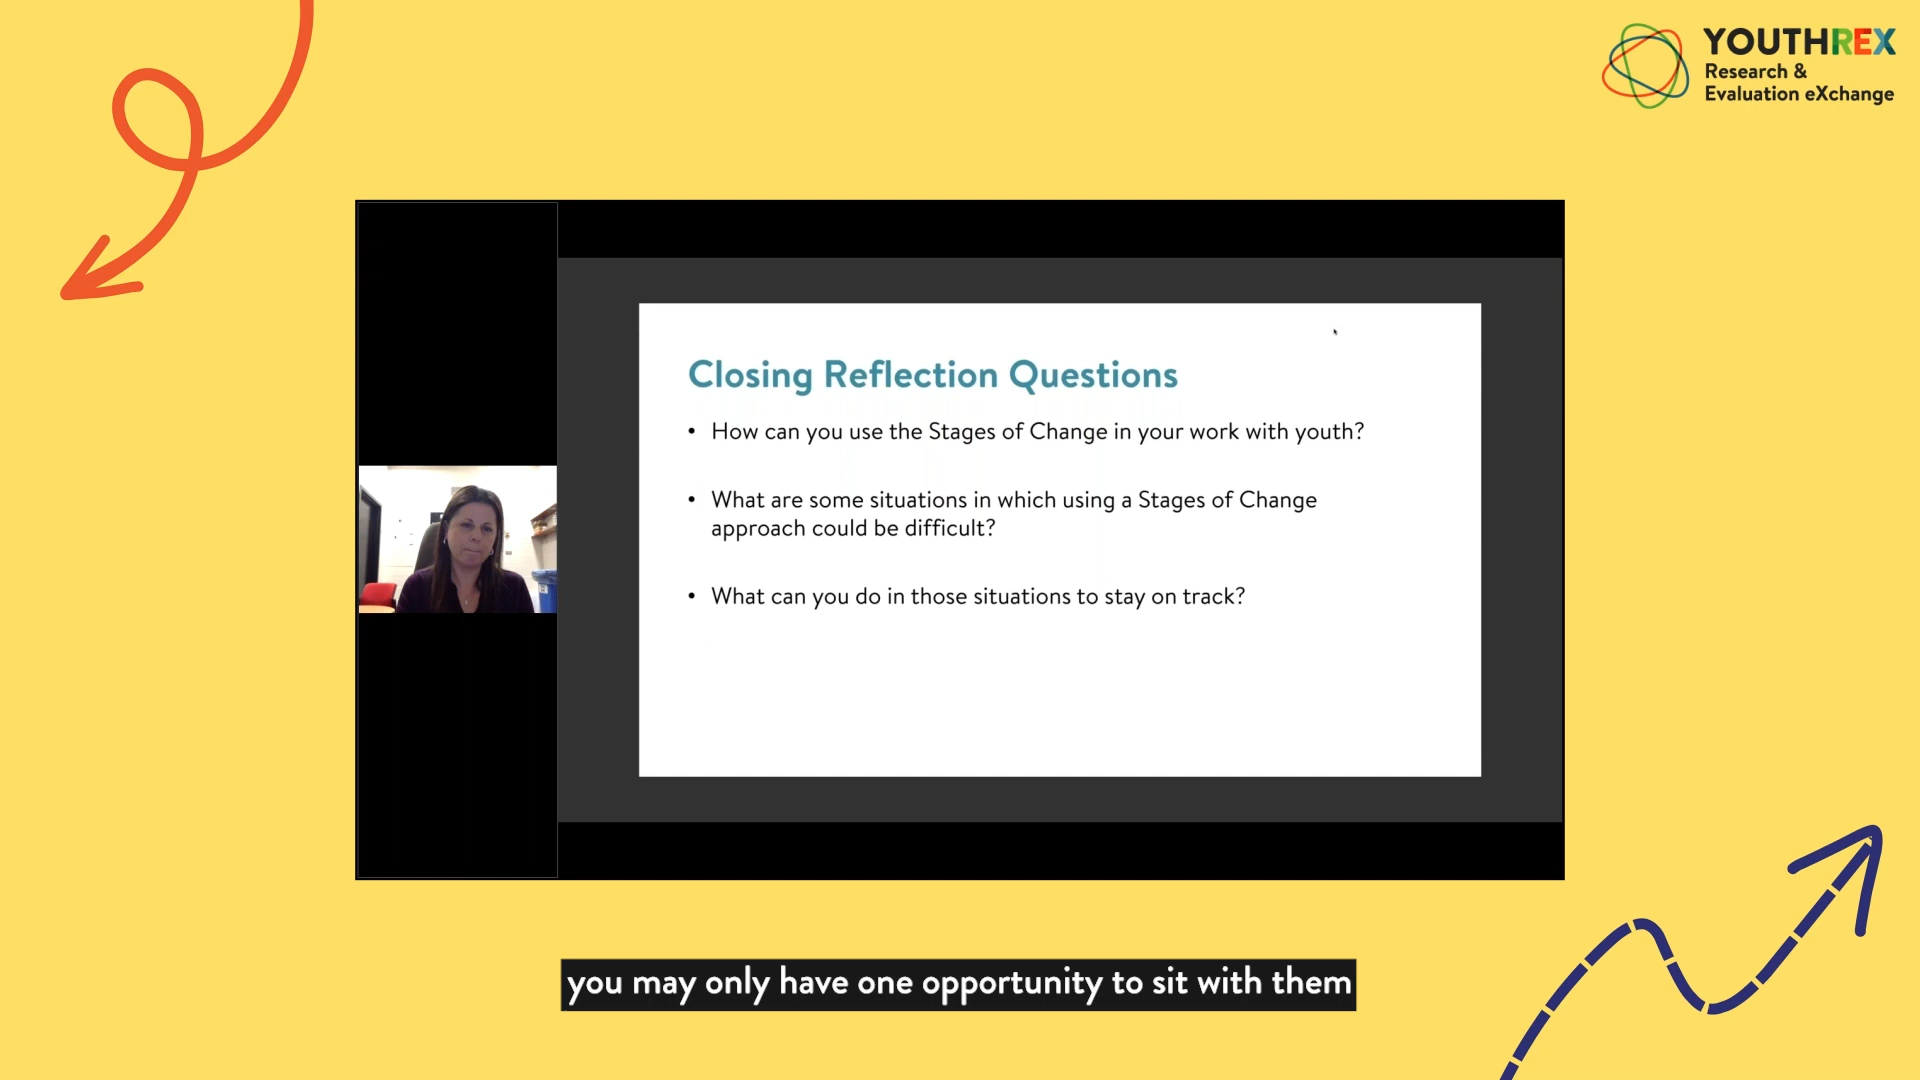 YOUTHREX
Research &
Evaluation eXchange
Closing Reflection Questions
• How can you use the Stages of Change in your work with youth?
• What are some situations in which using a Stages of Change
approach could be difficult?
• What can you do in those situations to stay on track?
you may only have one opportunity to sit with them